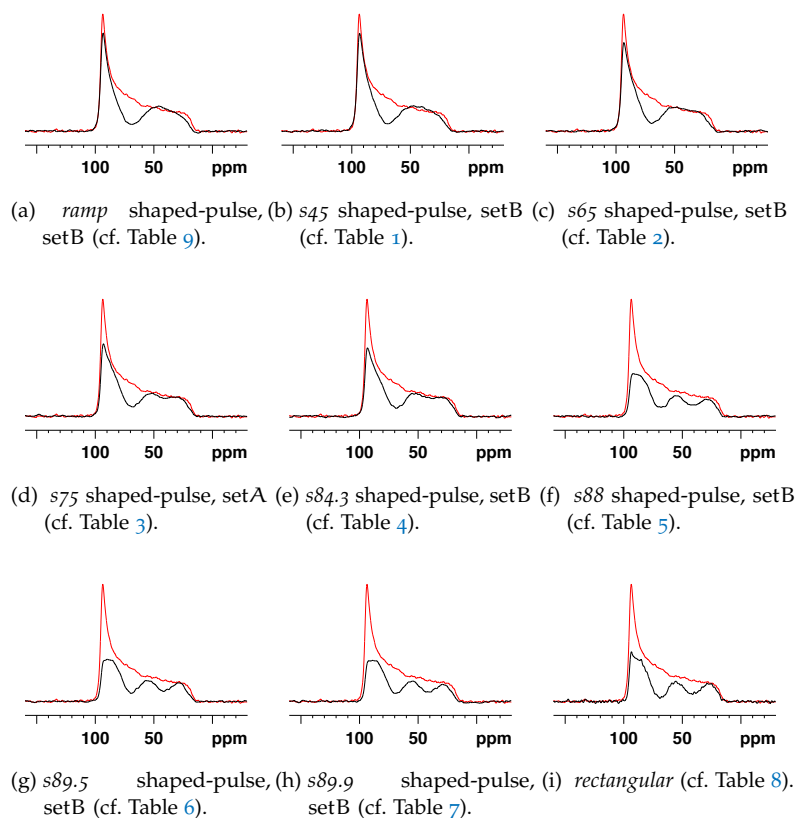 100 50 ppm 100 50 ppm 100 50 ppm
(a) ramp shaped-pulse, setB (cf. Table 9).
(b) s45 shaped-pulse, setB (cf. Table 1).
(c) s65 shaped-pulse, setB (cf. Table 2).
100 50 ppm 100 50 ppm 100 50 ppm
(d) s75 shaped-pulse, setA (cf. Table 3).
(e) s84.3 shaped-pulse, setB (cf. Table 4).
(f) s88 shaped-pulse, setB (cf. Table 5).
100 50 ppm 100 50 ppm 100 50 ppm
(g) s89.5 shaped-pulse, setB (cf. Table 6).
(h) s89.9 shaped-pulse, setB (cf. Table 7).
(i) rectangular (cf. Table 8).